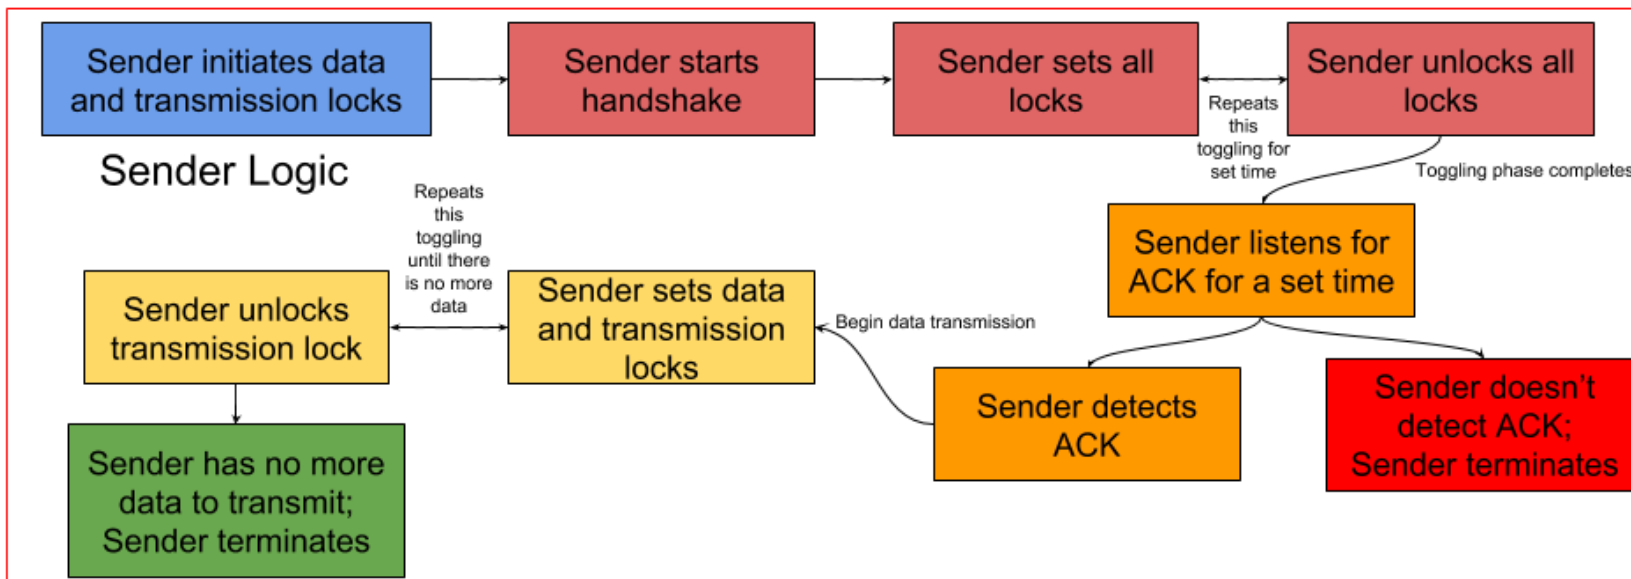 Sender initiates data
and transmission locks
Sender starts
handshake
Sender sets all
locks
Repeats
this
toggling for
set time
Sender unlocks all
locks
Toggling phase completes
Sender Logic
Sender listens for
ACK for a set time
Sender detects
ACK
Sender doesn’t
detect ACK;
Sender terminates
Begin data transmission
Sender sets data
and transmission
locks
Repeats
this
toggling
until there
is no more
data
Sender unlocks
transmission lock
Sender has no more
data to transmit;
Sender terminates